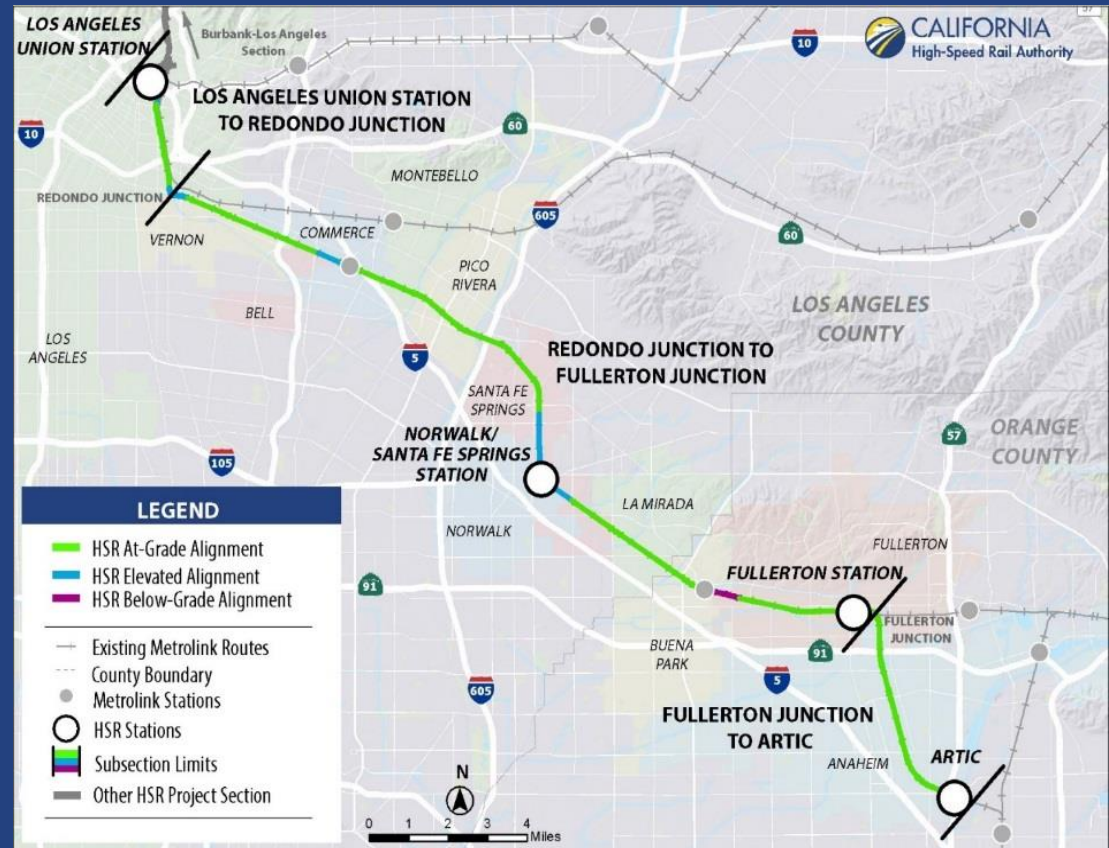 LOS ANGELES
UNION STATION
Burbank-Los Angeles
Section
10
57
CALIFORNIA
High-Speed Rail Authority
LOS ANGELES UNION STATION
TO REDONDO JUNCTION
10
60
MONTEBELLO
REDONDO JUNCTION
605
VERNON
COMMERCE
60
PICO
RIVERA
LOS ANGELES
COUNTY
BELL
LOS
ANGELES
5
REDONDO JUNCTION TO
FULLERTON JUNCTION
SANTA FE
SPRINGS
57
ORANGE
COUNTY
NORWALK/
SANTA FE SPRINGS
STATION
105
LA MIRADA
NORWALK
FULLERTON
FULLERTON STATION
91
FULLERTON
JUNCTION
BUENA
PARK
91
5
605
FULLERTON JUNCTION
TO ARTIC
ANAHEIM
ARTIC
LEGEND
HSR At-Grade Alignment
HSR Elevated Alignment
HSR Below-Grade Alignment
Existing Metrolink Routes
County Boundary
Metrolink Stations
HSR Stations
Subsection Limits
Other HSR Project Section
N
0 1 2 3 4
Miles